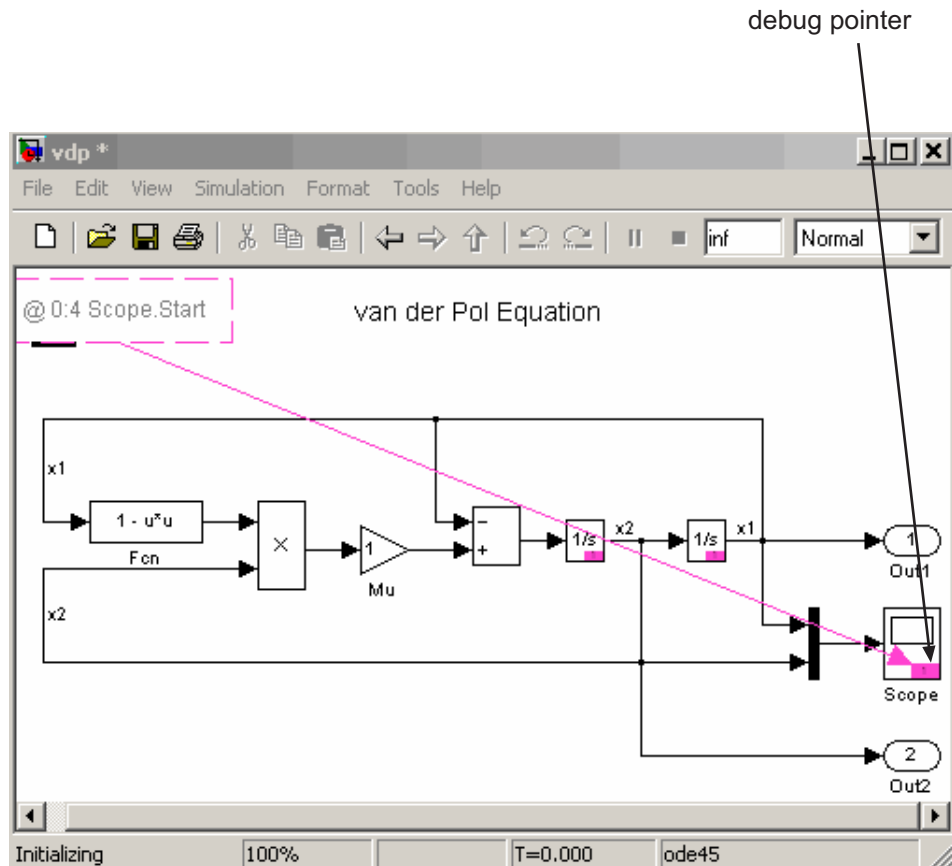 debug pointer
vdp *
File Edit View Simulation Format Tools Help
inf Normal
@ 0:4 Scope.Start
van der Pol Equation
x1
1 - u*u
Fcn
×
1
Mu
−
+
1/s
x2
1/s
x1
1
Out1
x2
Scope
2
Out2
Initializing 100% T=0.000 ode45